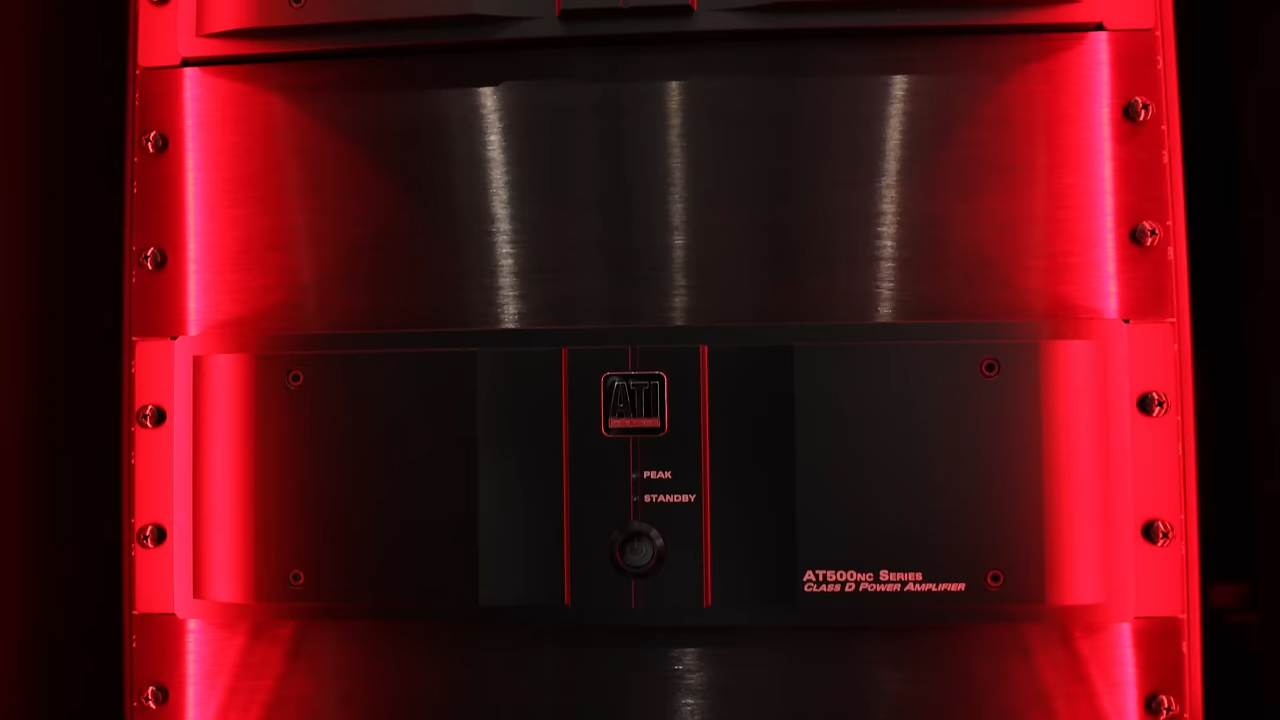 ATI
PEAK
STANDBY
AT500NC SERIES
CLASS D POWER AMPLIFIER